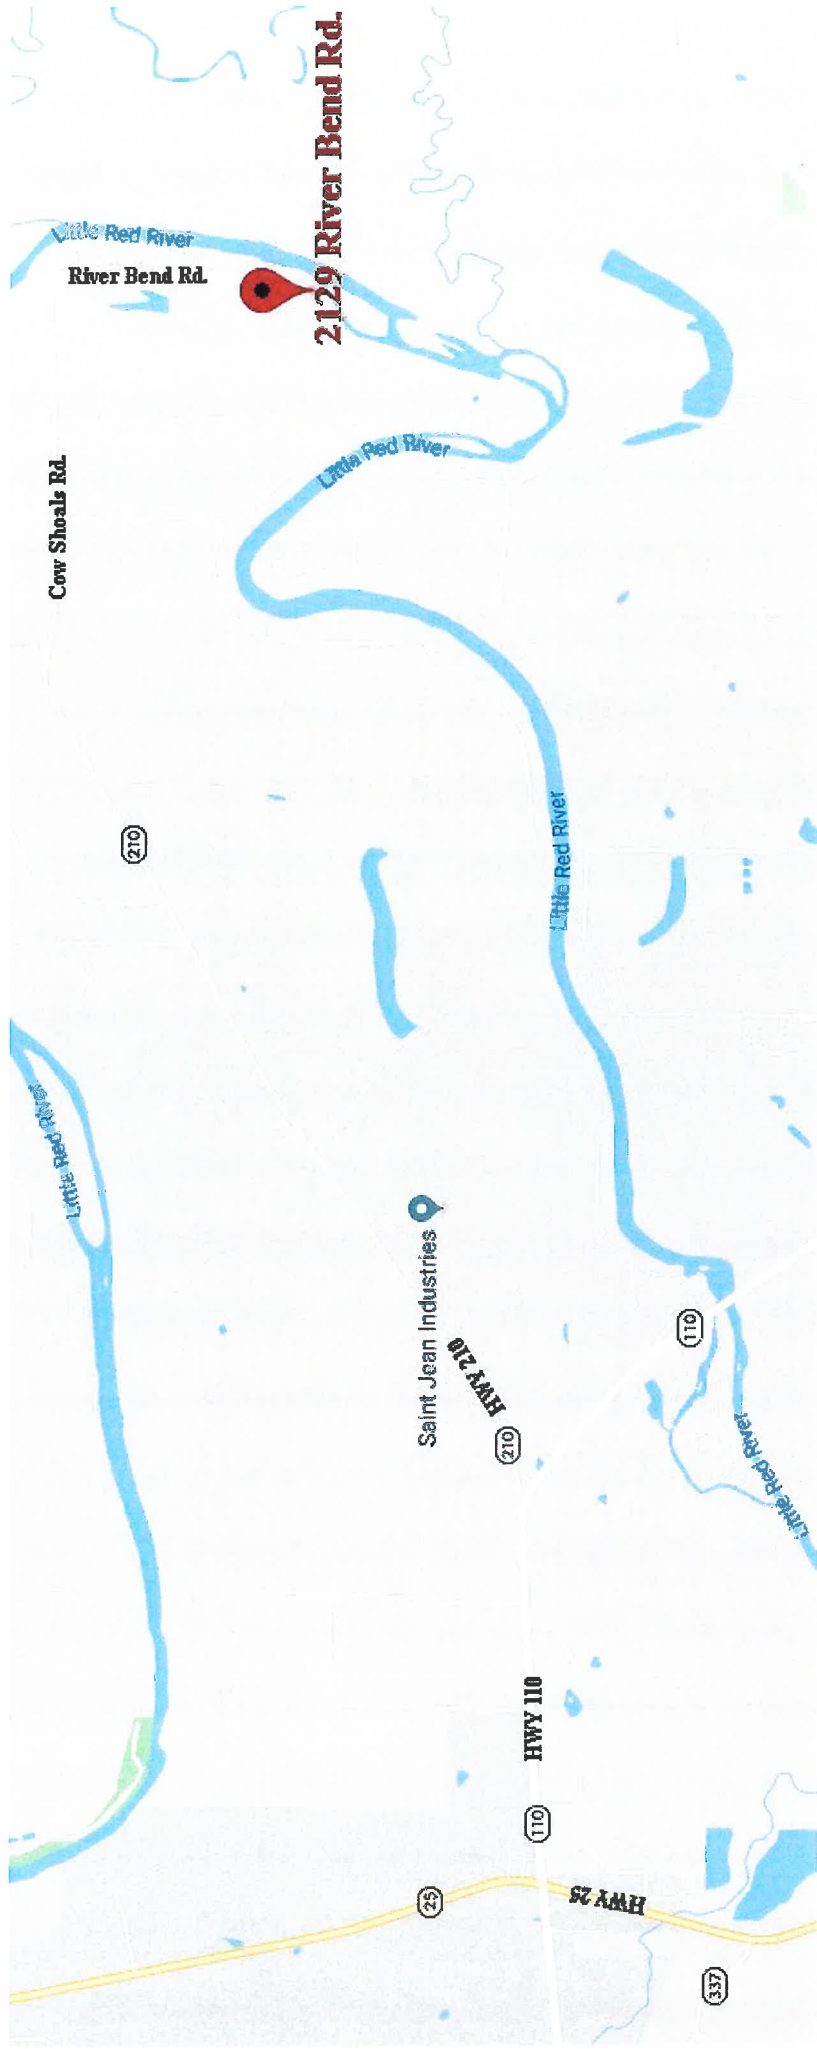 Little Red River
River Bend Rd.
2129 River Bend Rd.
Cow Shoals Rd.
Little Red River
210
Little Red River
Little Red River
Saint Jean Industries
110
HWY 210
210
Little Red River
HWY 110
110
25
HWY 25
337